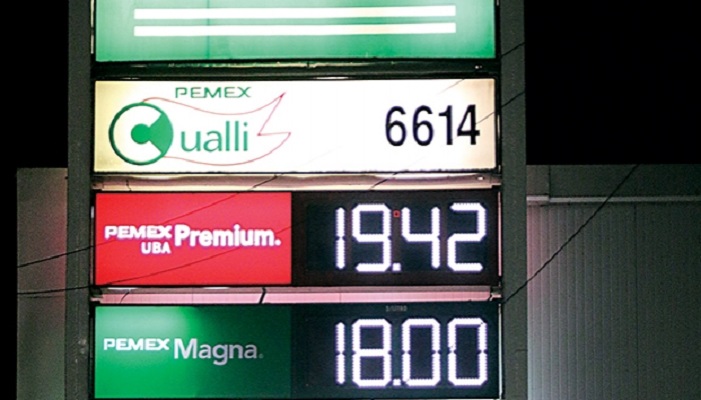 PEMEX
Cualli
6614
PEMEX Premium.
UBA
19.42
PEMEX Magna.
18.00